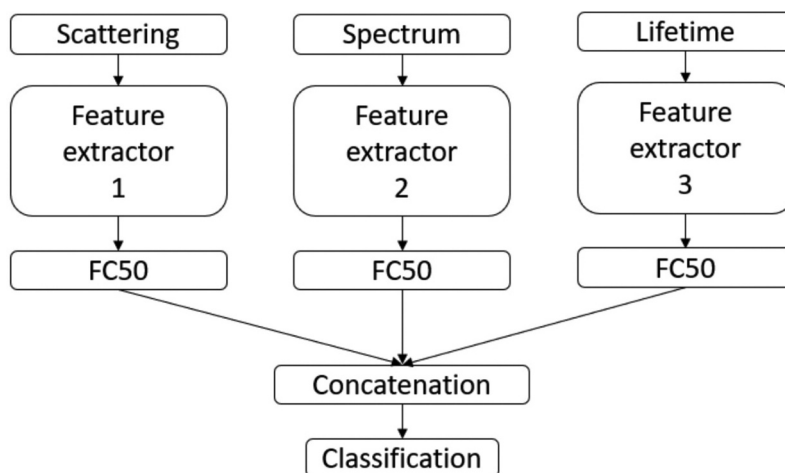 Scattering
Spectrum
Lifetime
Feature
extractor
1
Feature
extractor
2
Feature
extractor
3
FC50
FC50
FC50
Concatenation
Classification